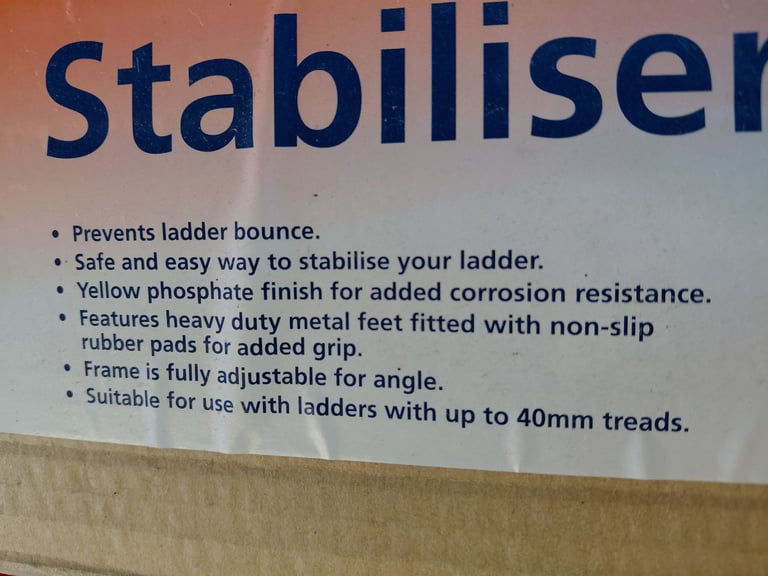 Stabiliser
• Prevents ladder bounce.
• Safe and easy way to stabilise your ladder.
• Yellow phosphate finish for added corrosion resistance.
• Features heavy duty metal feet fitted with non-slip
rubber pads for added grip.
• Frame is fully adjustable for angle.
• Suitable for use with ladders with up to 40mm treads.